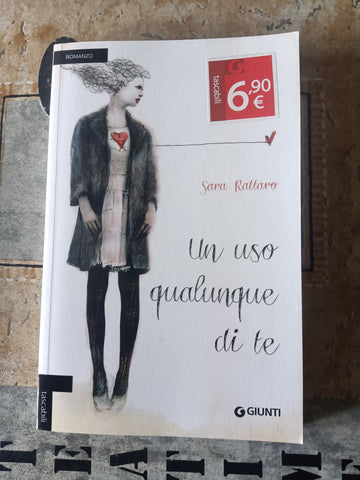 ROMANZO
tascabili
6,90
€
Sara Rattaro
Un uso
qualunque
di te
tascabili
GIUNTI